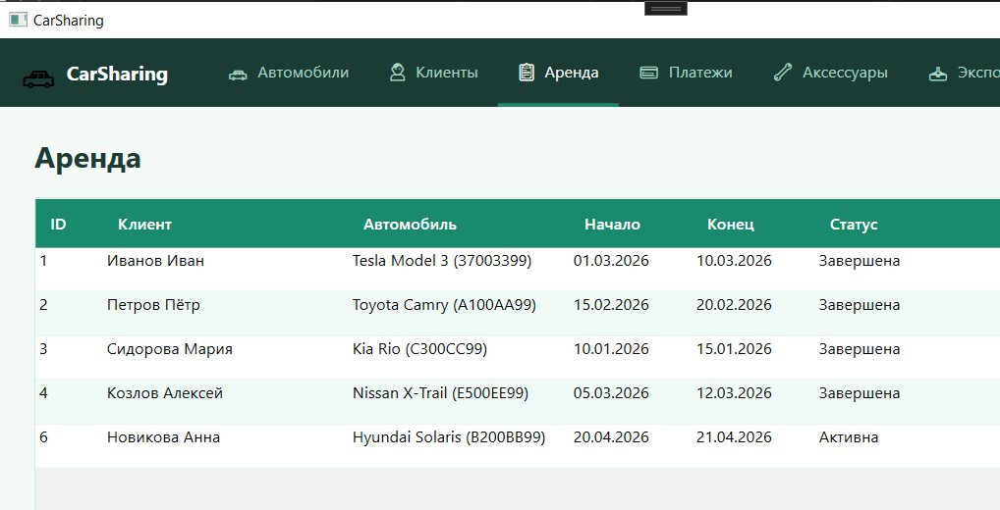 CarSharing
CarSharing Автомобили Клиенты Аренда Платежи Аксессуары Экспо
Аренда
ID Клиент Автомобиль Начало Конец Статус
1 Иванов Иван Tesla Model 3 (37003399) 01.03.2026 10.03.2026 Завершена
2 Петров Пётр Toyota Camry (A100AA99) 15.02.2026 20.02.2026 Завершена
3 Сидорова Мария Kia Rio (C300CC99) 10.01.2026 15.01.2026 Завершена
4 Козлов Алексей Nissan X-Trail (E500EE99) 05.03.2026 12.03.2026 Завершена
6 Новикова Анна Hyundai Solaris (B200BB99) 20.04.2026 21.04.2026 Активна